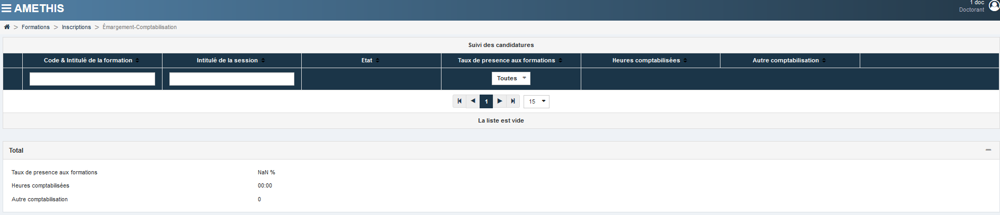 AMETHIS
1 doc
Doctorant
> Formations > Inscriptions > Émargement-Comptabilisation
Suivi des candidatures
Code & Intitulé de la formation Intitulé de la session Etat Taux de presence aux formations Heures comptabilisées Autre comptabilisation
Toutes
1 15
La liste est vide
Total
Taux de presence aux formations NaN %
Heures comptabilisées 00:00
Autre comptabilisation 0